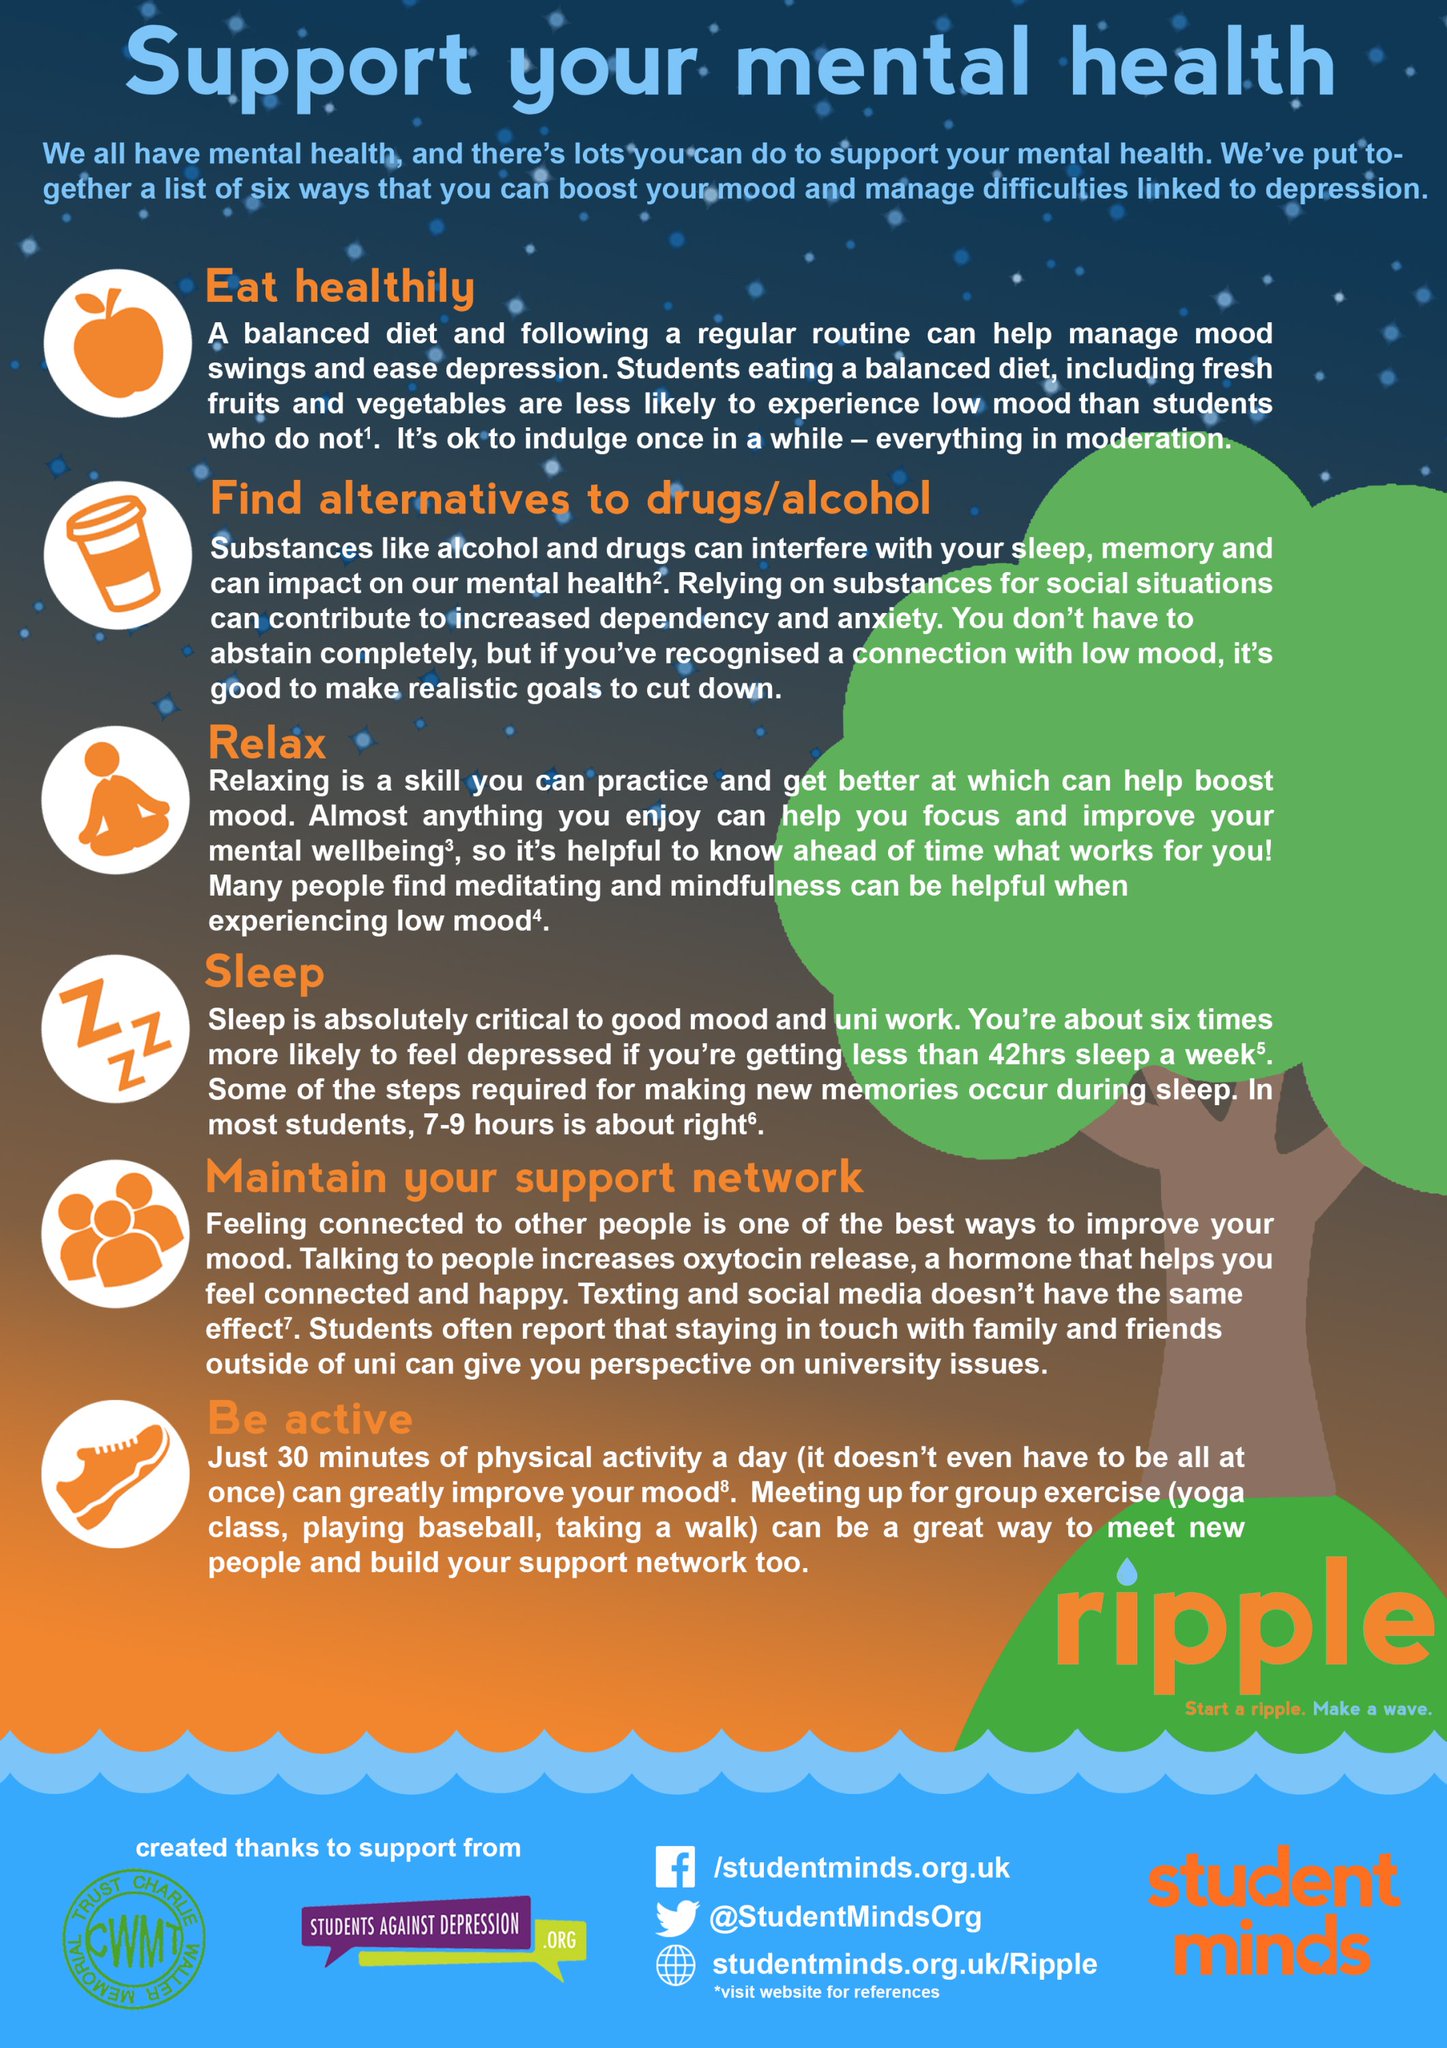 Support your mental health
We all have mental health, and there's lots you can do to support your mental health. We've put to-
gether a list of six ways that you can boost your mood and manage difficulties linked to depression.
Eat healthily
A balanced diet and following a regular routine can help manage mood
swings and ease depression. Students eating a balanced diet, including fresh
fruits and vegetables are less likely to experience low mood than students
who do not¹.  It's ok to indulge once in a while – everything in moderation.
Find alternatives to drugs/alcohol
Substances like alcohol and drugs can interfere with your sleep, memory and
can impact on our mental health². Relying on substances for social situations
can contribute to increased dependency and anxiety. You don't have to
abstain completely, but if you've recognised a connection with low mood, it's
good to make realistic goals to cut down.
Relax
Relaxing is a skill you can practice and get better at which can help boost
mood. Almost anything you enjoy can help you focus and improve your
mental wellbeing³, so it's helpful to know ahead of time what works for you!
Many people find meditating and mindfulness can be helpful when
experiencing low mood⁴.
Sleep
Sleep is absolutely critical to good mood and uni work. You're about six times
more likely to feel depressed if you're getting less than 42hrs sleep a week⁵.
Some of the steps required for making new memories occur during sleep. In
most students, 7-9 hours is about right⁶.
Maintain your support network
Feeling connected to other people is one of the best ways to improve your
mood. Talking to people increases oxytocin release, a hormone that helps you
feel connected and happy. Texting and social media doesn't have the same
effect⁷. Students often report that staying in touch with family and friends
outside of uni can give you perspective on university issues.
Be active
Just 30 minutes of physical activity a day (it doesn't even have to be all at
once) can greatly improve your mood⁸.  Meeting up for group exercise (yoga
class, playing baseball, taking a walk) can be a great way to meet new
people and build your support network too.
ripple
Start a ripple. Make a wave.
created thanks to support from
TRUST CHARLIE WALLER MEMORIAL
CWMT
STUDENTS AGAINST DEPRESSION
.ORG
/studentminds.org.uk
@StudentMindsOrg
studentminds.org.uk/Ripple
*visit website for references
student
minds